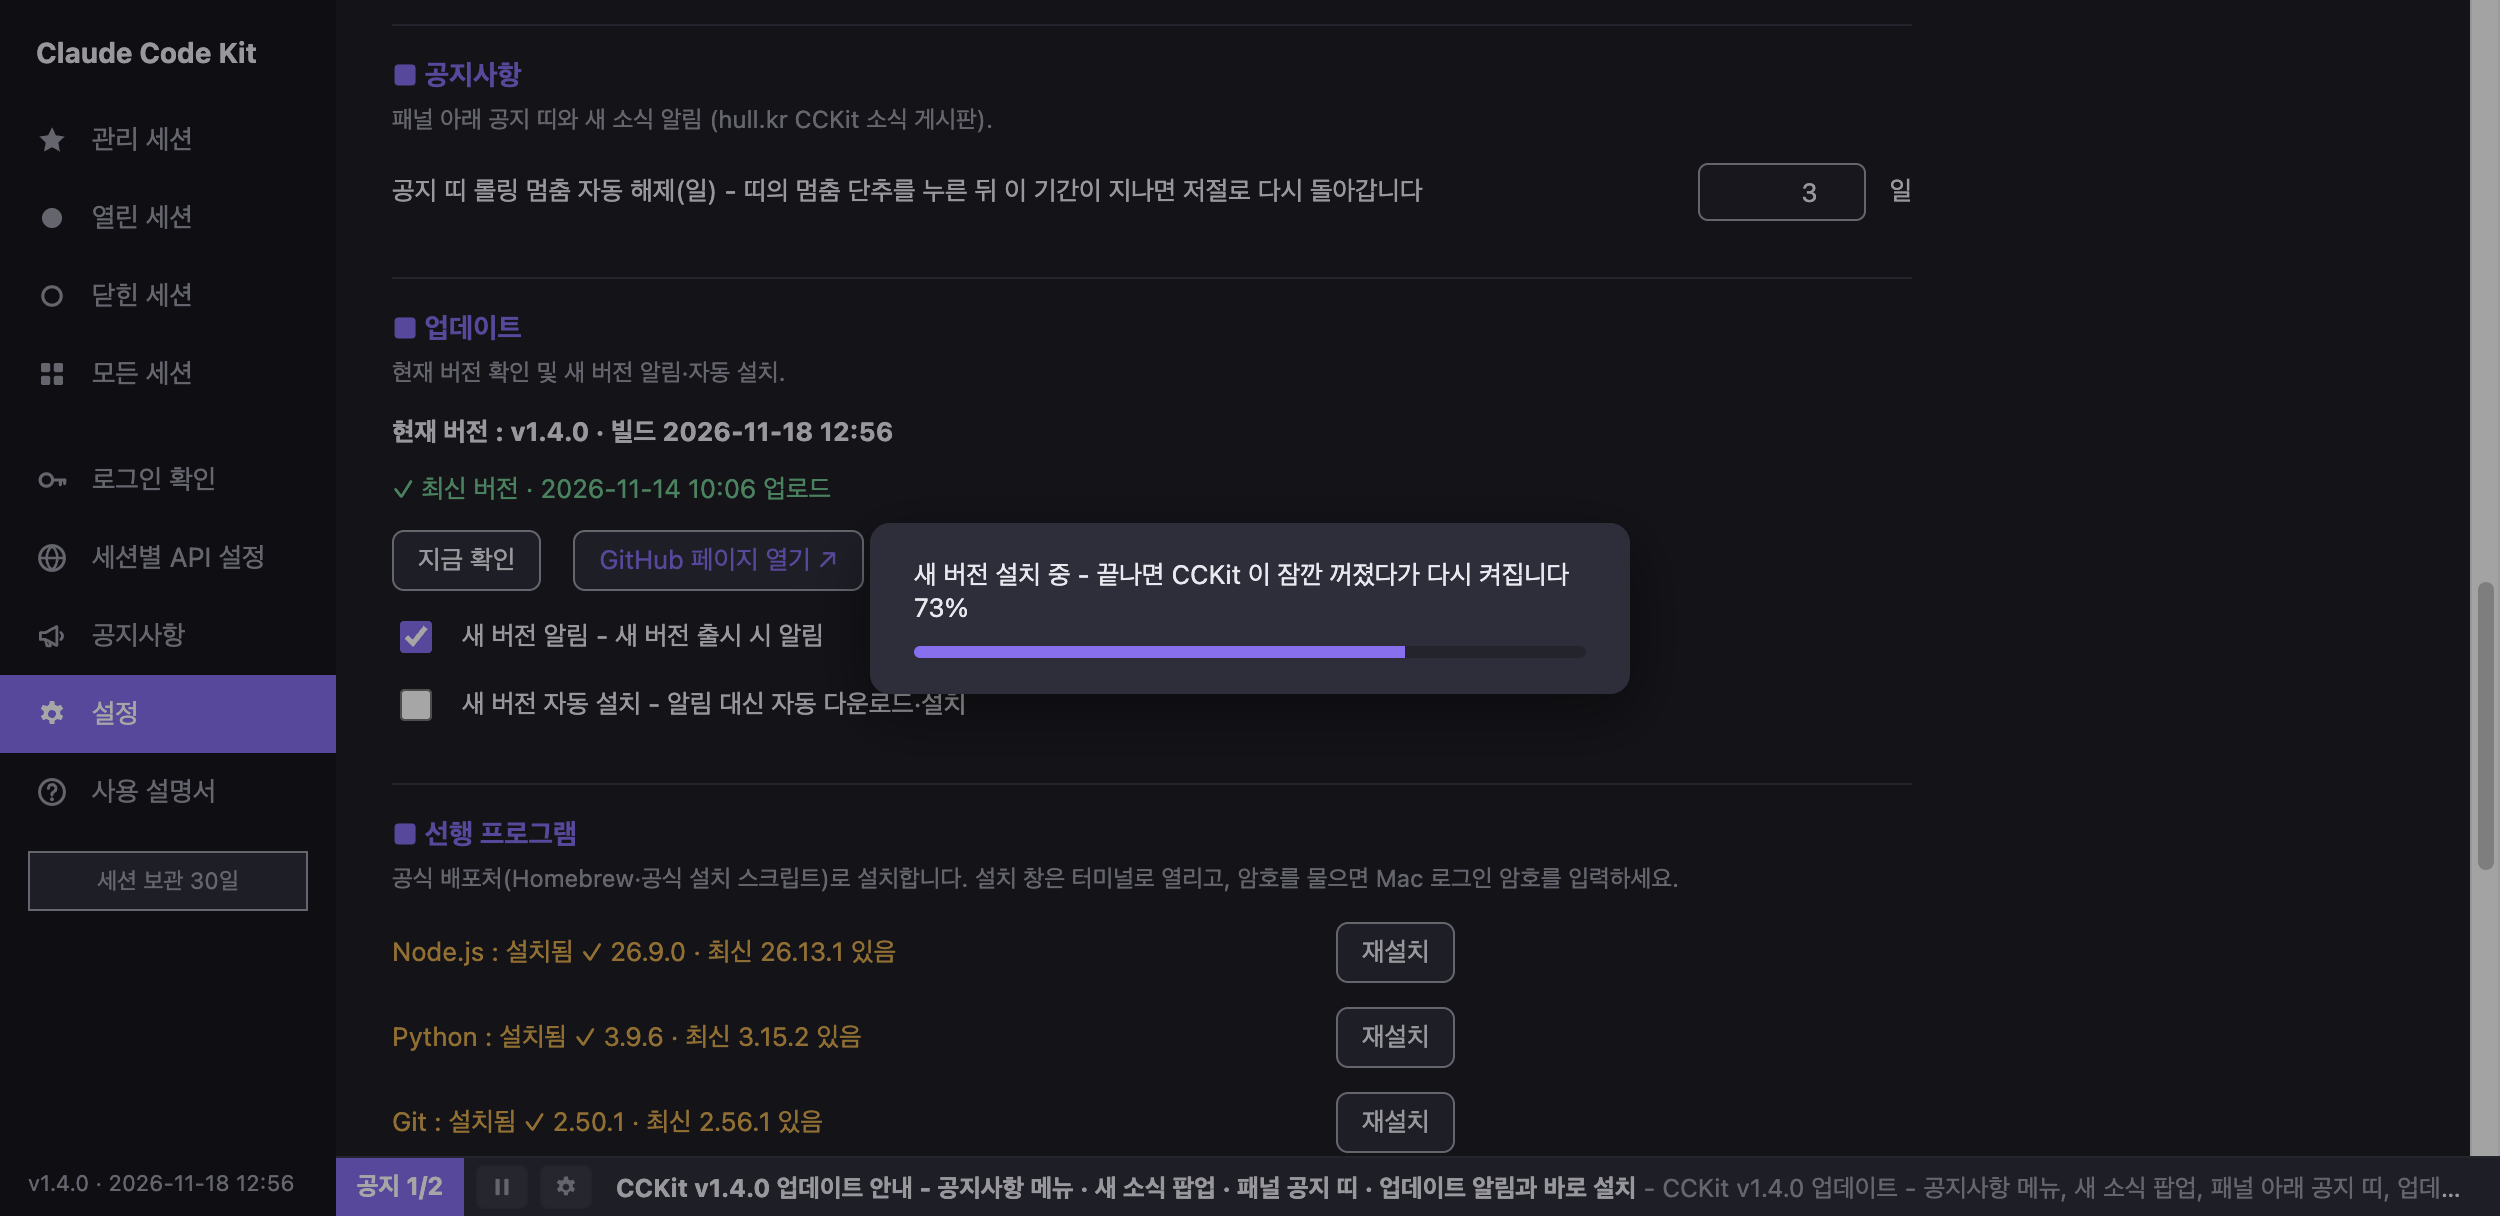 Claude Code Kit
관리 세션
열린 세션
닫힌 세션
모든 세션
로그인 확인
세션별 API 설정
공지사항
설정
사용 설명서
세션 보관 30일
v1.4.0 · 2026-11-18 12:56
공지사항
패널 아래 공지 띠와 새 소식 알림 (hull.kr CCKit 소식 게시판).
공지 띠 롤링 멈춤 자동 해제(일) - 띠의 멈춤 단추를 누른 뒤 이 기간이 지나면 저절로 다시 돌아갑니다 3 일
업데이트
현재 버전 확인 및 새 버전 알림·자동 설치.
현재 버전 : v1.4.0 · 빌드 2026-11-18 12:56
✓ 최신 버전 · 2026-11-14 10:06 업로드
지금 확인 GitHub 페이지 열기 ↗
새 버전 설치 중 - 끝나면 CCKit 이 잠깐 꺼졌다가 다시 켜집니다
73%
새 버전 알림 - 새 버전 출시 시 알림
새 버전 자동 설치 - 알림 대신 자동 다운로드·설치
선행 프로그램
공식 배포처(Homebrew·공식 설치 스크립트)로 설치합니다. 설치 창은 터미널로 열리고, 암호를 물으면 Mac 로그인 암호를 입력하세요.
Node.js : 설치됨 ✓ 26.9.0 · 최신 26.13.1 있음 재설치
Python : 설치됨 ✓ 3.9.6 · 최신 3.15.2 있음 재설치
Git : 설치됨 ✓ 2.50.1 · 최신 2.56.1 있음 재설치
공지 1/2 CCKit v1.4.0 업데이트 안내 - 공지사항 메뉴 · 새 소식 팝업 · 패널 공지 띠 · 업데이트 알림과 바로 설치 - CCKit v1.4.0 업데이트 - 공지사항 메뉴, 새 소식 팝업, 패널 아래 공지 띠, 업데...